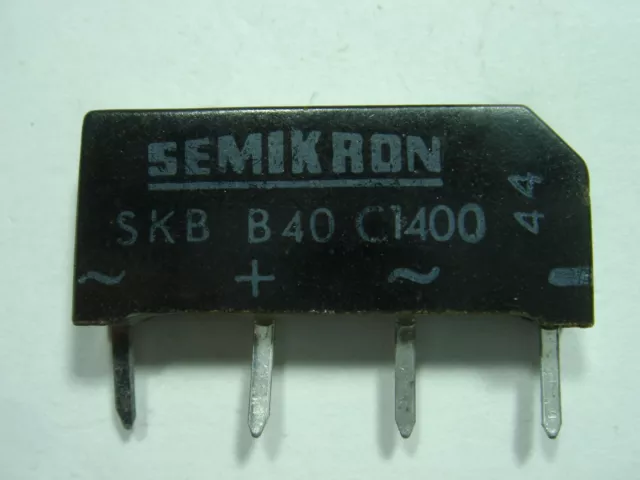 SEMIKRON
SKB B40 C1400
44
~ + ~ -